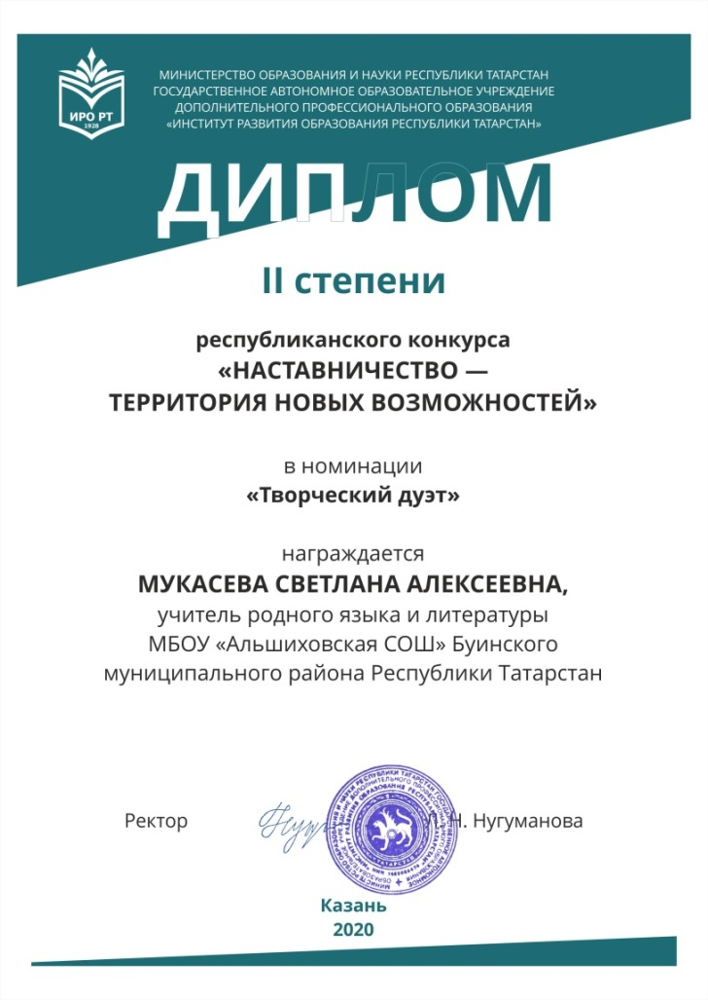 МИНИСТЕРСТВО ОБРАЗОВАНИЯ И НАУКИ РЕСПУБЛИКИ ТАТАРСТАН
ГОСУДАРСТВЕННОЕ АВТОНОМНОЕ ОБРАЗОВАТЕЛЬНОЕ УЧРЕЖДЕНИЕ
ДОПОЛНИТЕЛЬНОГО ПРОФЕССИОНАЛЬНОГО ОБРАЗОВАНИЯ
«ИНСТИТУТ РАЗВИТИЯ ОБРАЗОВАНИЯ РЕСПУБЛИКИ ТАТАРСТАН»
ИРО РТ
1928
ДИПЛОМ
II степени
республиканского конкурса
«НАСТАВНИЧЕСТВО —
ТЕРРИТОРИЯ НОВЫХ ВОЗМОЖНОСТЕЙ»
в номинации
«Творческий дуэт»
награждается
МУКАСЕВА СВЕТЛАНА АЛЕКСЕЕВНА,
учитель родного языка и литературы
МБОУ «Альшиховская СОШ» Буинского
муниципального района Республики Татарстан
Ректор Л. Н. Нугуманова
Казань
2020